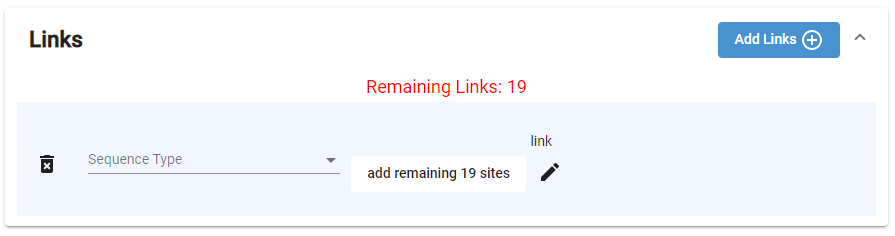 Links
Add Links
Remaining Links: 19
link
Sequence Type
add remaining 19 sites